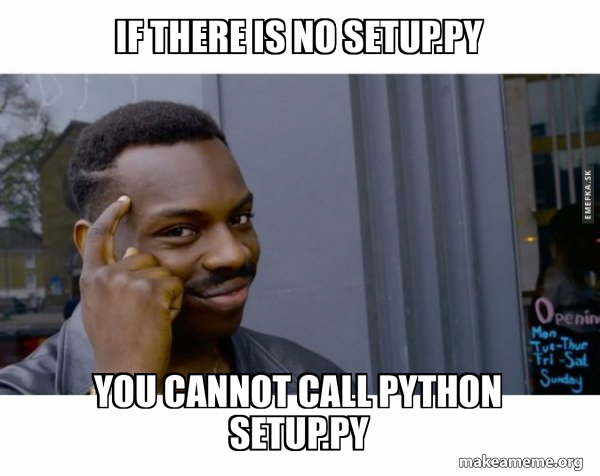 IF THERE IS NO SETUP.PY
EMEFKA.SK
Opening
Mon
Tue-Thur
Fri-Sat
Sunday
YOU CANNOT CALL PYTHON
SETUP.PY
makeameme.org